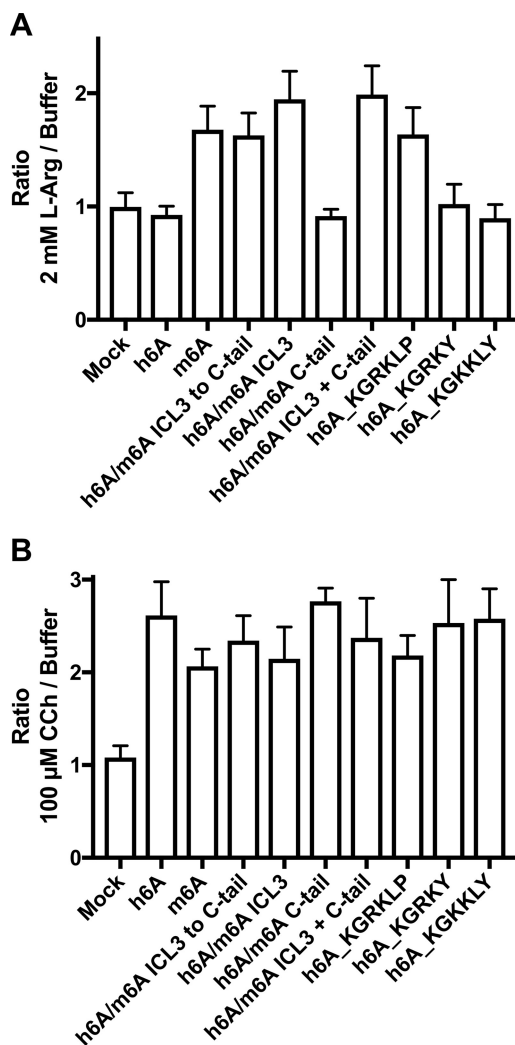 A
Ratio
2 mM L-Arg / Buffer
2
1
0
Mock
h6A
m6A
h6A/m6A ICL3 to C-tail
h6A/m6A ICL3
h6A/m6A C-tail
h6A/m6A ICL3 + C-tail
h6A_KGRKLP
h6A_KGRKY
h6A_KGKKLY
B
Ratio
100 µM CCh / Buffer
3
2
1
0
Mock
h6A
m6A
h6A/m6A ICL3 to C-tail
h6A/m6A ICL3
h6A/m6A C-tail
h6A/m6A ICL3 + C-tail
h6A_KGRKLP
h6A_KGRKY
h6A_KGKKLY